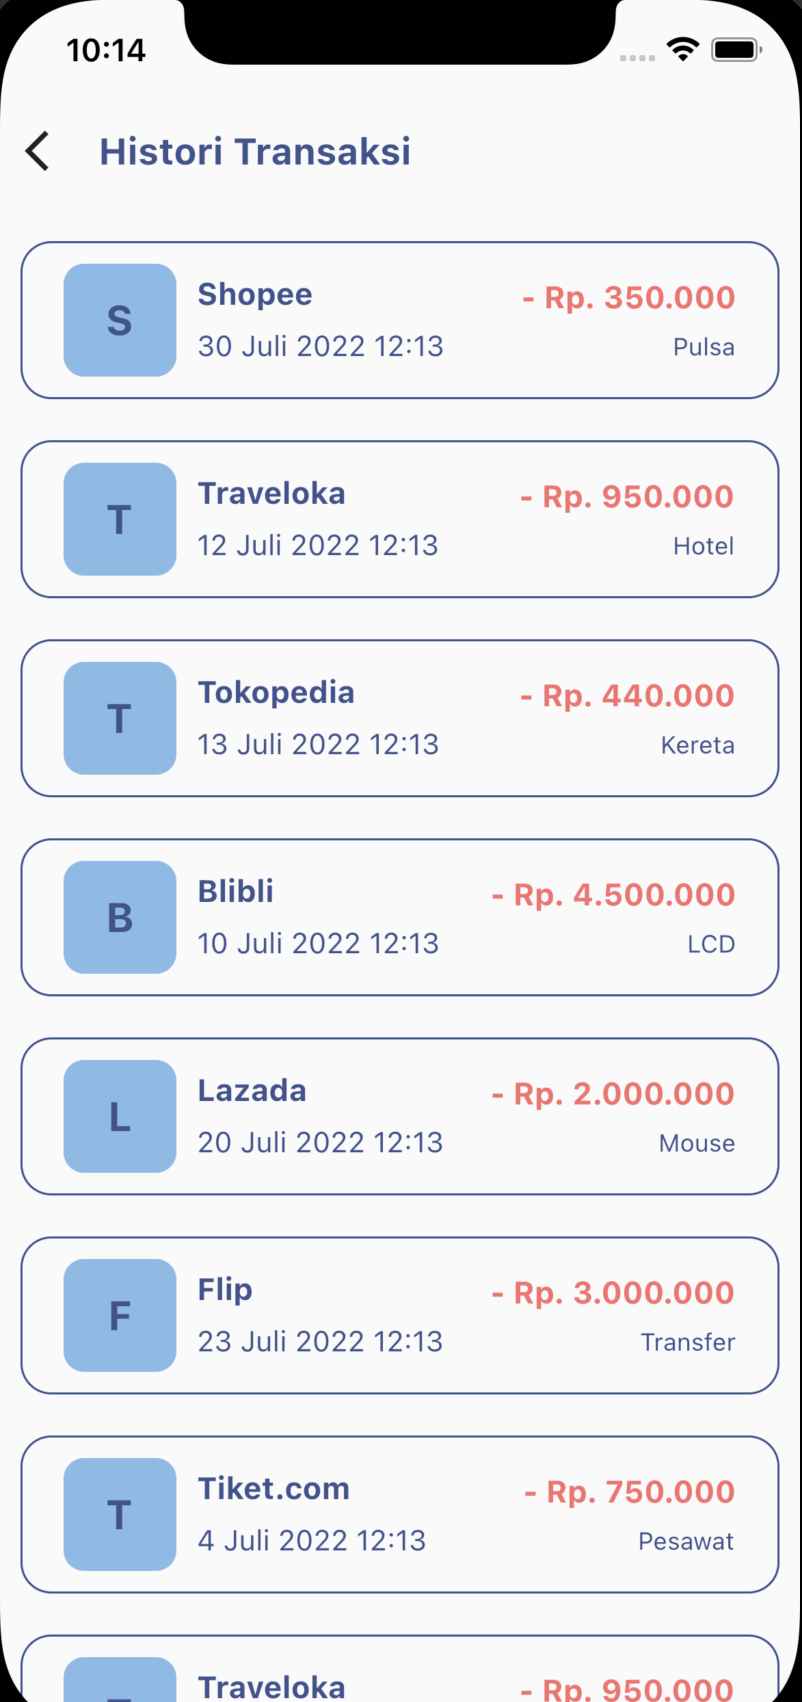 10:14
Histori Transaksi
S
Shopee
- Rp. 350.000
30 Juli 2022 12:13
Pulsa
T
Traveloka
- Rp. 950.000
12 Juli 2022 12:13
Hotel
T
Tokopedia
- Rp. 440.000
13 Juli 2022 12:13
Kereta
B
Blibli
- Rp. 4.500.000
10 Juli 2022 12:13
LCD
L
Lazada
- Rp. 2.000.000
20 Juli 2022 12:13
Mouse
F
Flip
- Rp. 3.000.000
23 Juli 2022 12:13
Transfer
T
Tiket.com
- Rp. 750.000
4 Juli 2022 12:13
Pesawat
Traveloka
- Rp. 950.000